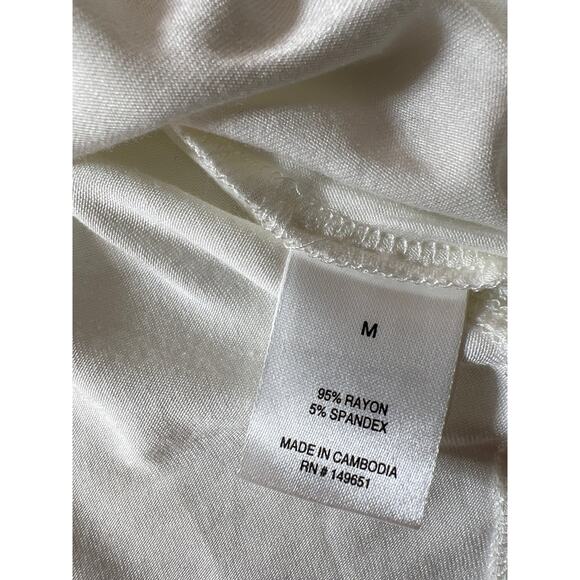 M
95% RAYON
5% SPANDEX
MADE IN CAMBODIA
RN # 149651